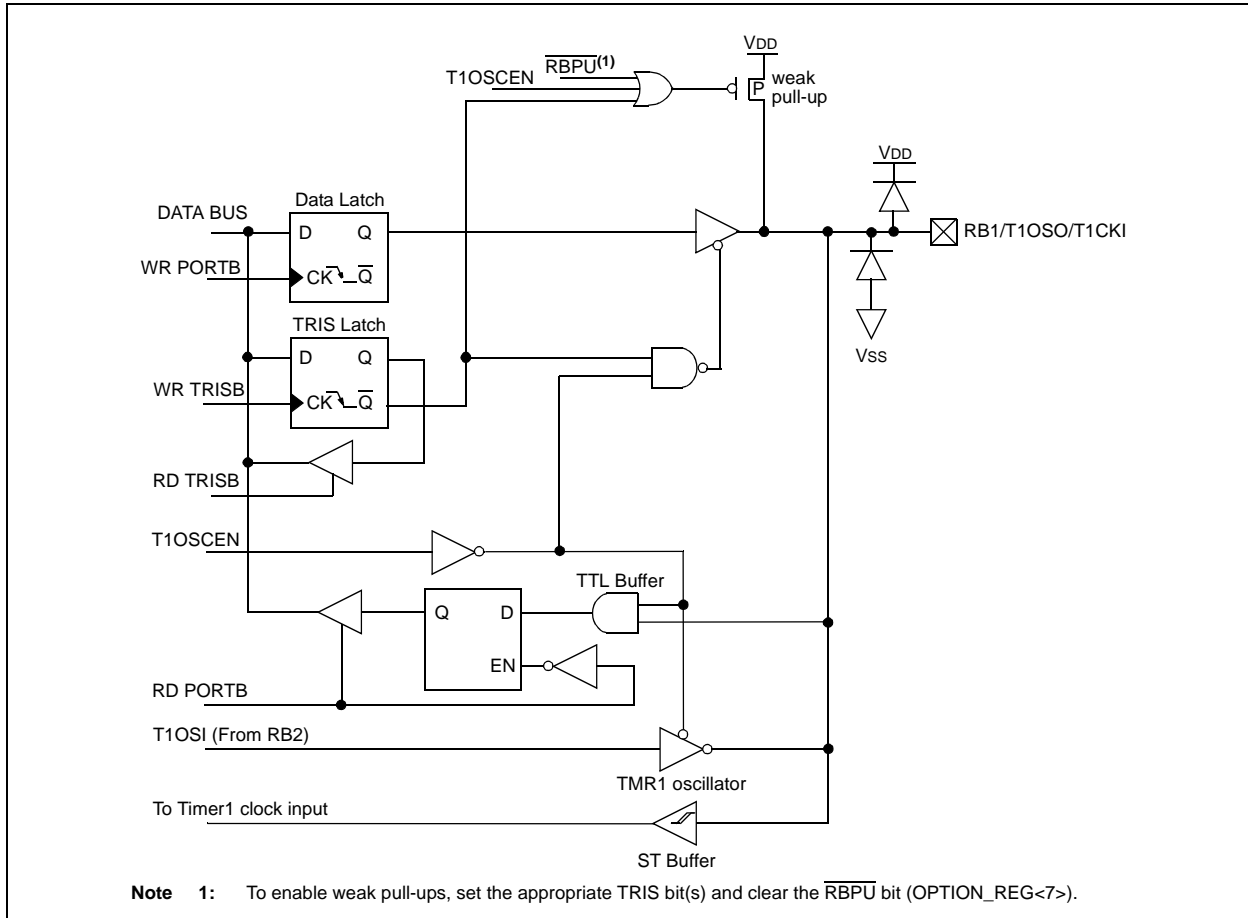 VDD
RBPU(1)
T1OSCEN
P
weak
pull-up
VDD
Data Latch
DATA BUS
D Q
RB1/T1OSO/T1CKI
WR PORTB
CK Q
TRIS Latch
VSS
D Q
WR TRISB
CK Q
RD TRISB
T1OSCEN
TTL Buffer
Q D
EN
RD PORTB
T1OSI (From RB2)
TMR1 oscillator
To Timer1 clock input
ST Buffer
Note 1: To enable weak pull-ups, set the appropriate TRIS bit(s) and clear the RBPU bit (OPTION_REG<7>).